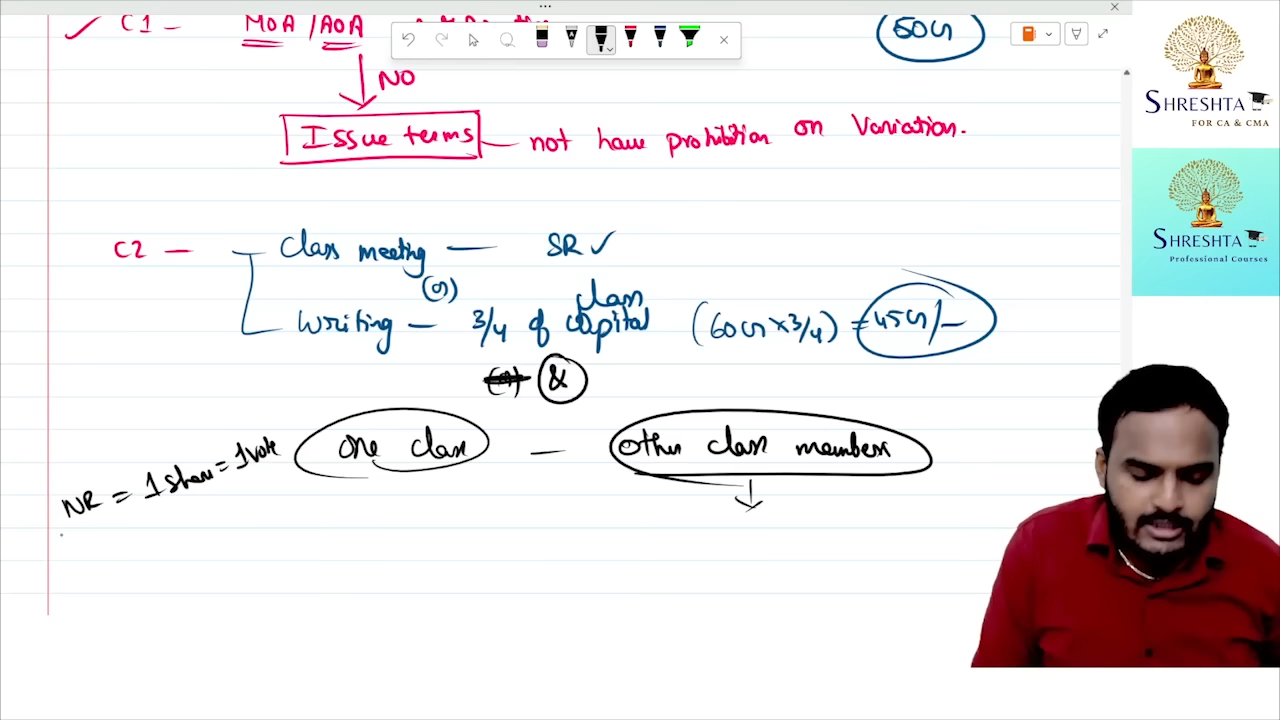 C1 - MOA / AOA
60Cr
NO
Issue terms - not have prohibition on Variation.
C2 - Class meeting - SR ✓
(or)
Writing - 3/4 of class capital (60Cr × 3/4) = 45Cr/-
&
One class - Other class members
NR = 1 Share = 1 Vote
SHRESHTA
FOR CA & CMA
SHRESHTA
Professional Courses